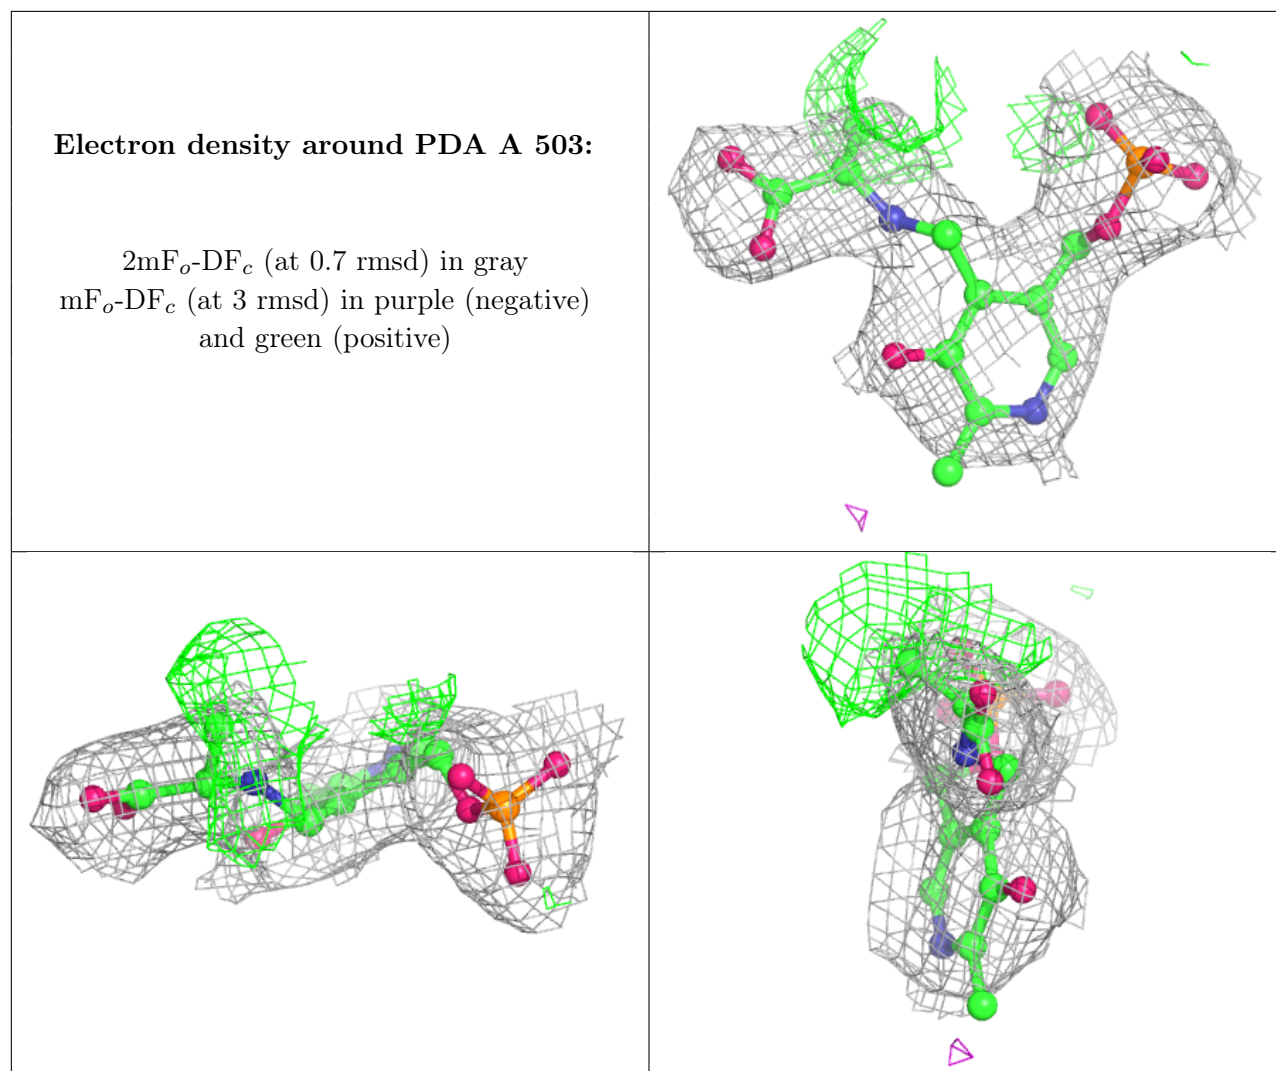 Electron density around PDA A 503:
2mFo-DFc (at 0.7 rmsd) in gray
mFo-DFc (at 3 rmsd) in purple (negative)
and green (positive)